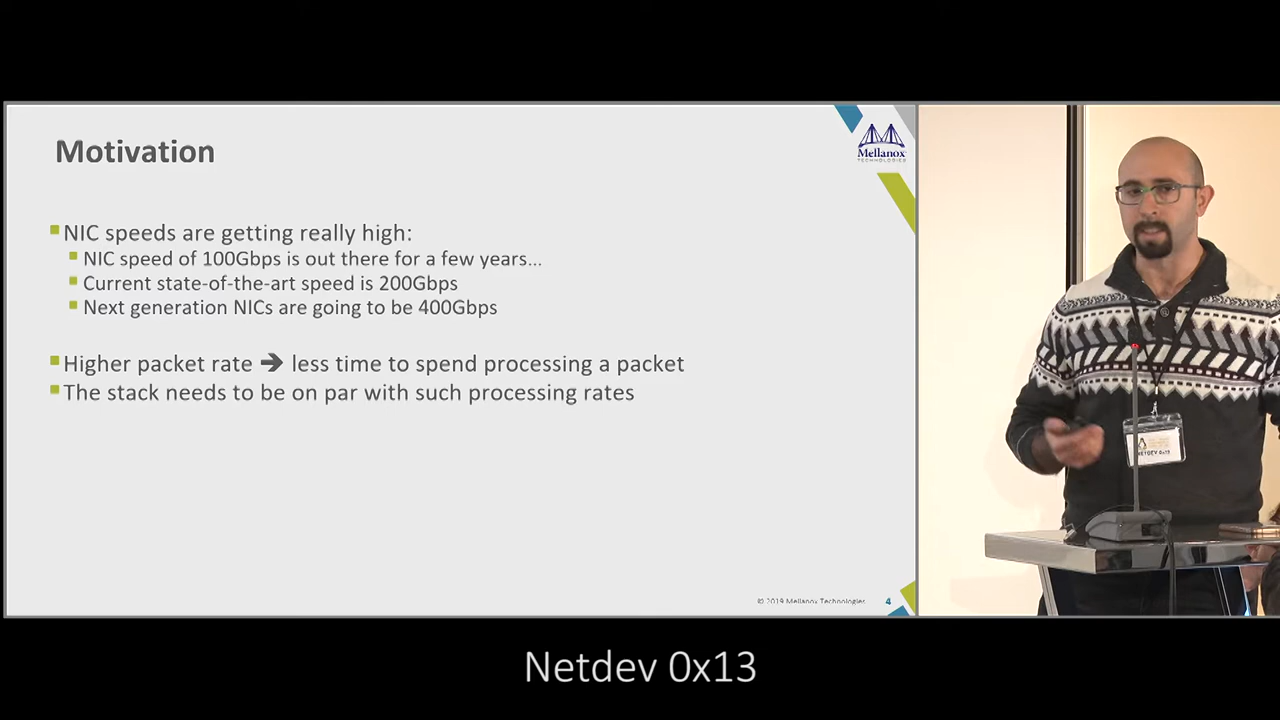 Motivation
Mellanox
TECHNOLOGIES
NIC speeds are getting really high:
NIC speed of 100Gbps is out there for a few years...
Current state-of-the-art speed is 200Gbps
Next generation NICs are going to be 400Gbps
Higher packet rate ➔ less time to spend processing a packet
The stack needs to be on par with such processing rates
© 2019 Mellanox Technologies
4
NETDEV 0x13
Netdev 0x13